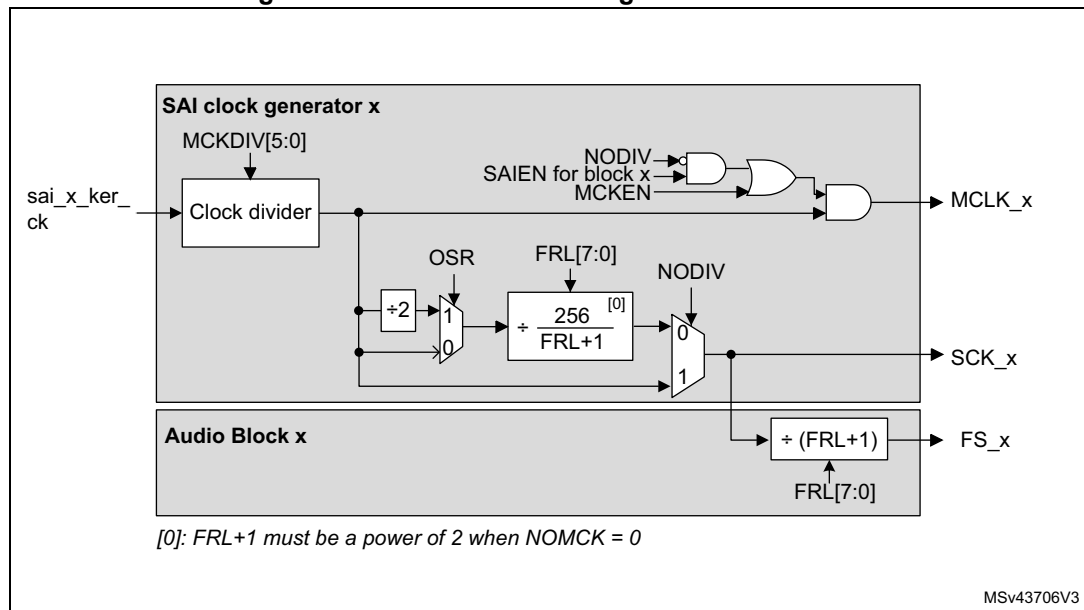 SAI clock generator x
MCKDIV[5:0]
NODIV
SAIEN for block x
MCKEN
sai_x_ker_
ck
Clock divider
MCLK_x
OSR
FRL[7:0]
NODIV
÷2
1
0
÷ 256 [0]
FRL+1
0
1
SCK_x
Audio Block x
÷ (FRL+1)
FS_x
FRL[7:0]
[0]: FRL+1 must be a power of 2 when NOMCK = 0
MSv43706V3